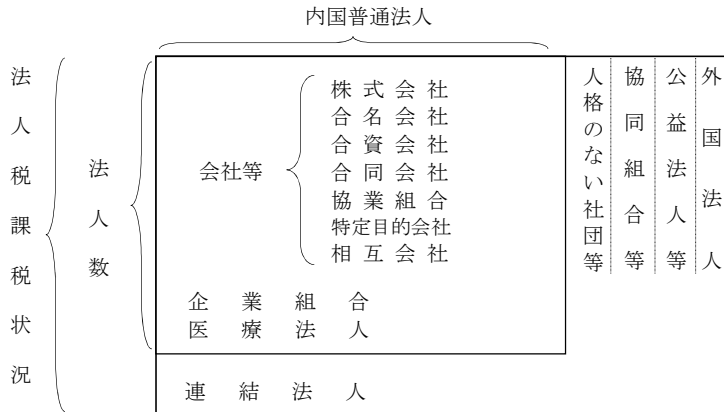 内国普通法人
法人税課税状況
法人数
会社等
株式会社
合名会社
合資会社
合同会社
協業組合
特定目的会社
相互会社
企業組合
医療法人
連結法人
人格のない社団等
協同組合等
公益法人等
外国法人